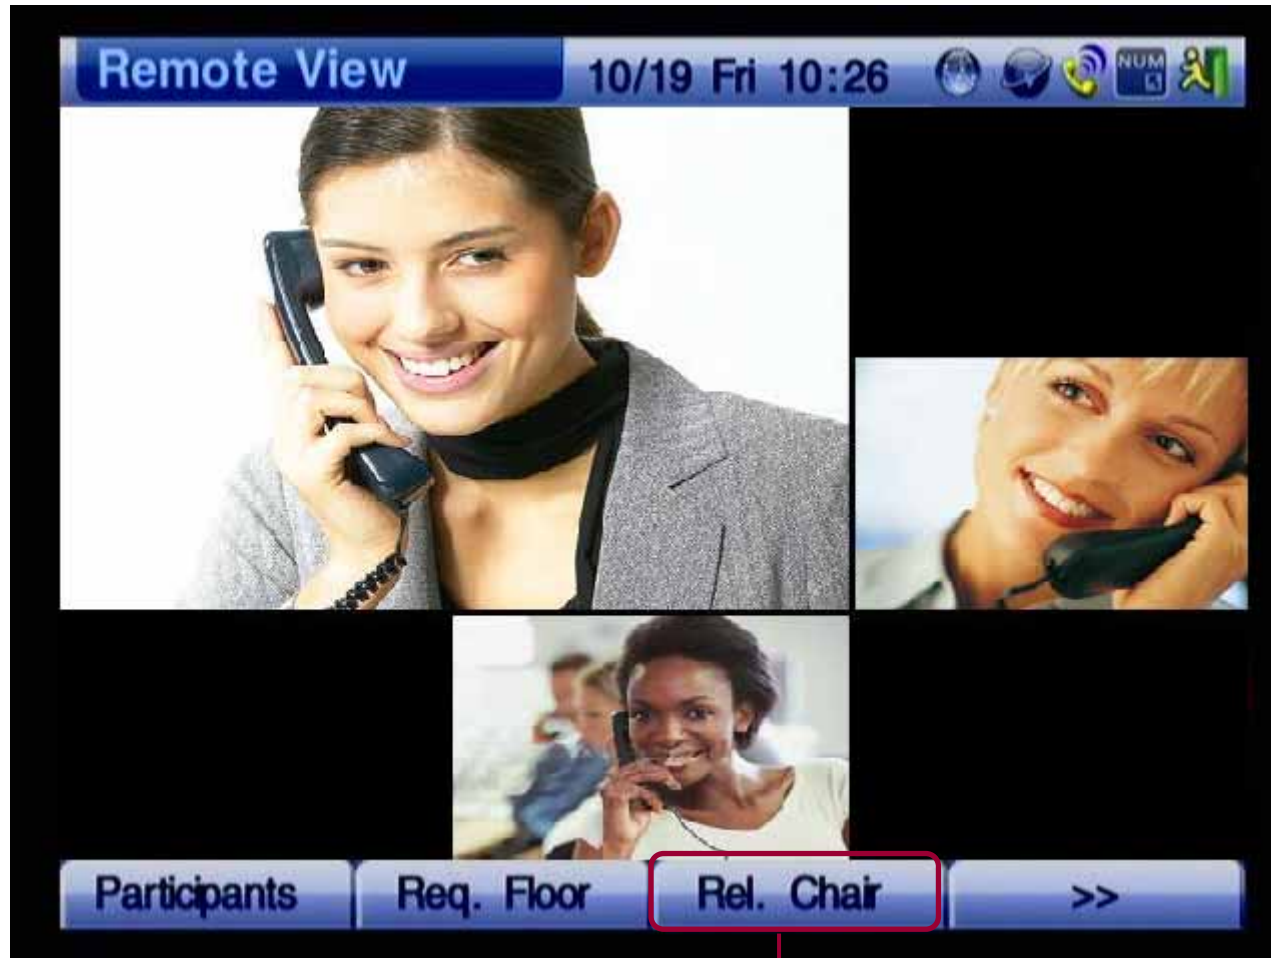 Remote View
10/19 Fri 10:26
NUM
Participants
Req. Floor
Rel. Chair
>>